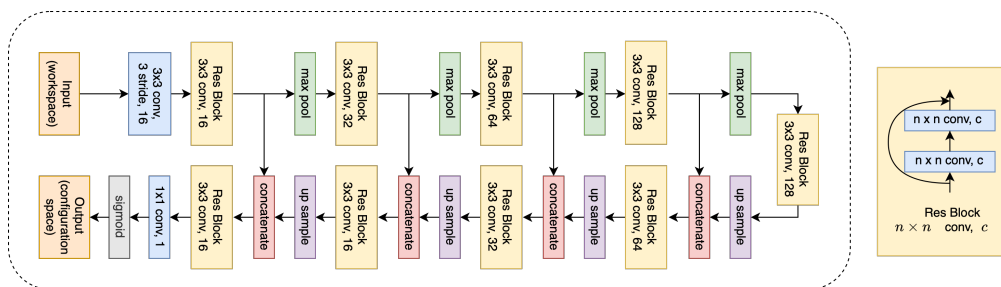 Input
(workspace)
3x3 conv,
3 stride, 16
Res Block
3x3 conv, 16
max pool
Res Block
3x3 conv, 32
max pool
Res Block
3x3 conv, 64
max pool
Res Block
3x3 conv, 128
max pool
Res Block
3x3 conv, 128
Output
(configuration
space)
sigmoid
1x1 conv, 1
Res Block
3x3 conv, 16
concatenate
up sample
Res Block
3x3 conv, 16
concatenate
up sample
Res Block
3x3 conv, 32
concatenate
up sample
Res Block
3x3 conv, 64
concatenate
up sample
n x n conv, c
n x n conv, c
Res Block
n × n conv, c